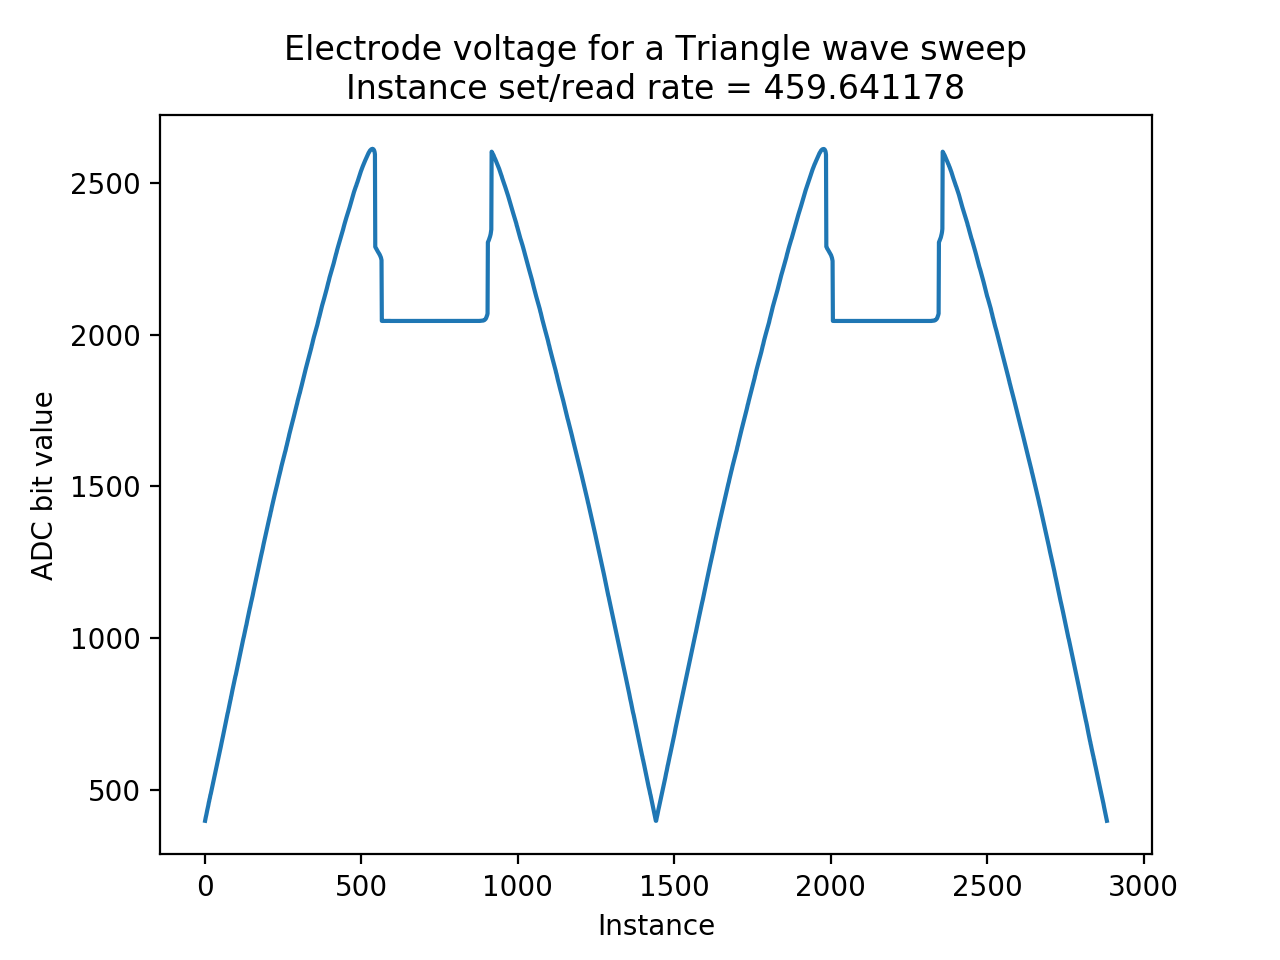 Electrode voltage for a Triangle wave sweep
Instance set/read rate = 459.641178
2500
2000
1500
1000
500
ADC bit value
0 500 1000 1500 2000 2500 3000
Instance